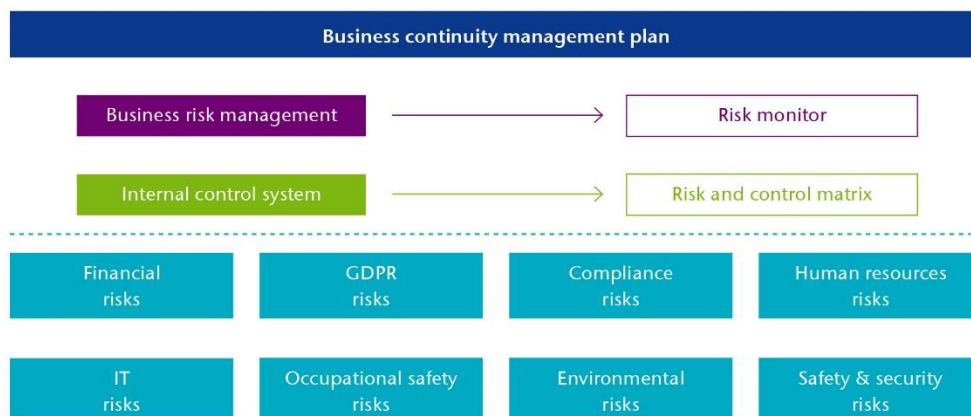 Business continuity management plan
Business risk management
Risk monitor
Internal control system
Risk and control matrix
Financial
risks
GDPR
risks
Compliance
risks
Human resources
risks
IT
risks
Occupational safety
risks
Environmental
risks
Safety & security
risks